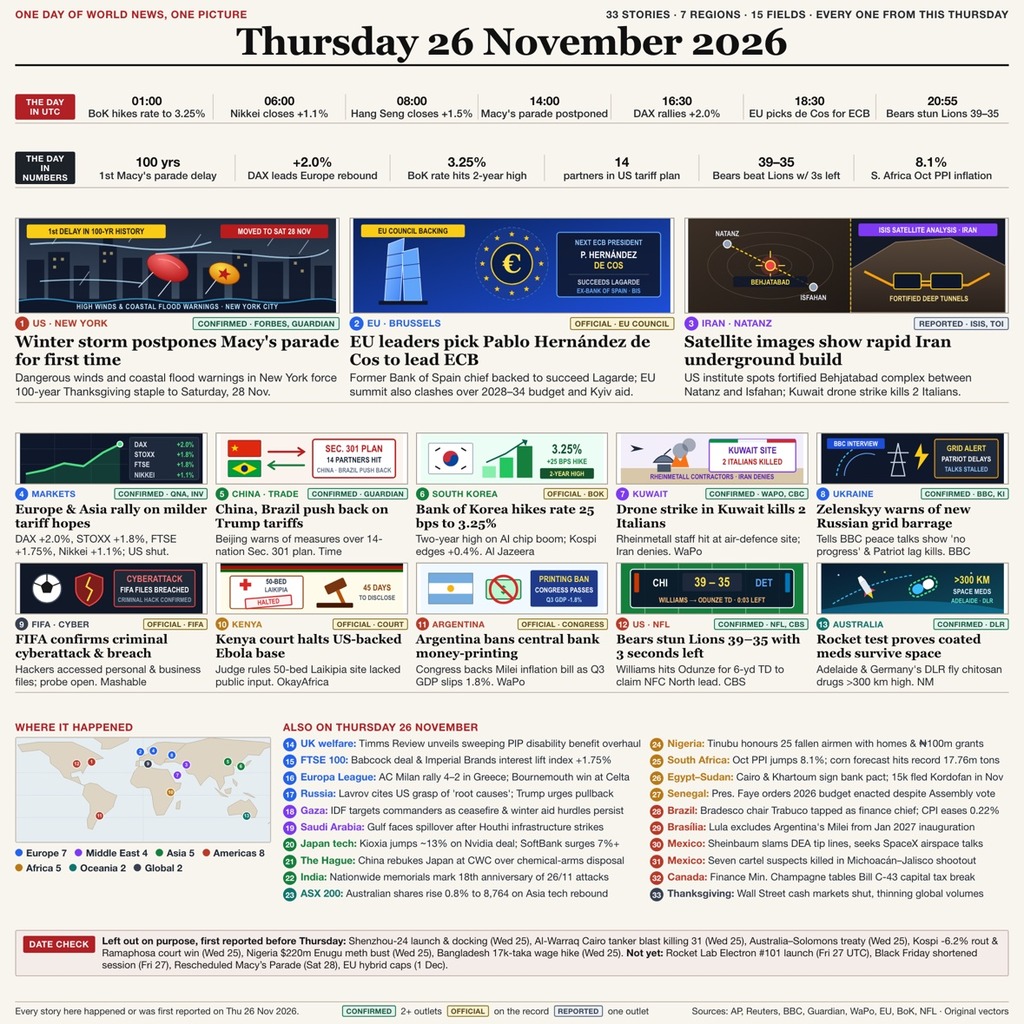 ONE DAY OF WORLD NEWS, ONE PICTURE
33 STORIES · 7 REGIONS · 15 FIELDS · EVERY ONE FROM THIS THURSDAY
Thursday 26 November 2026
THE DAY
IN UTC
01:00
BoK hikes rate to 3.25%
06:00
Nikkei closes +1.1%
08:00
Hang Seng closes +1.5%
14:00
Macy's parade postponed
16:30
DAX rallies +2.0%
18:30
EU picks de Cos for ECB
20:55
Bears stun Lions 39–35
THE DAY
IN
NUMBERS
100 yrs
1st Macy's parade delay
+2.0%
DAX leads Europe rebound
3.25%
BoK rate hits 2-year high
14
partners in US tariff plan
39–35
Bears beat Lions w/ 3s left
8.1%
S. Africa Oct PPI inflation
1st DELAY IN 100-YR HISTORY
MOVED TO SAT 28 NOV
HIGH WINDS & COASTAL FLOOD WARNINGS · NEW YORK CITY
1 US · NEW YORK
CONFIRMED · FORBES, GUARDIAN
Winter storm postpones Macy's parade
for first time
Dangerous winds and coastal flood warnings in New York force
100-year Thanksgiving staple to Saturday, 28 Nov.
EU COUNCIL BACKING
€
NEXT ECB PRESIDENT
P. HERNÁNDEZ
DE COS
SUCCEEDS LAGARDE
EX-BANK OF SPAIN · BIS
2 EU · BRUSSELS
OFFICIAL · EU COUNCIL
EU leaders pick Pablo Hernández de
Cos to lead ECB
Former Bank of Spain chief backed to succeed Lagarde; EU
summit also clashes over 2028–34 budget and Kyiv aid.
NATANZ
BEHJATABAD
ISFAHAN
ISIS SATELLITE ANALYSIS · IRAN
FORTIFIED DEEP TUNNELS
3 IRAN · NATANZ
REPORTED · ISIS, TOI
Satellite images show rapid Iran
underground build
US institute spots fortified Behjatabad complex between
Natanz and Isfahan; Kuwait drone strike kills 2 Italians.
DAX +2.0%
STOXX +1.8%
FTSE +1.8%
NIKKEI +1.1%
4 MARKETS
CONFIRMED · QNA, INV
Europe & Asia rally on milder
tariff hopes
DAX +2.0%, STOXX +1.8%, FTSE
+1.75%, Nikkei +1.1%; US shut.
SEC. 301 PLAN
14 PARTNERS HIT
CHINA · BRAZIL PUSH BACK
5 CHINA · TRADE
CONFIRMED · GUARDIAN
China, Brazil push back on
Trump tariffs
Beijing warns of measures over 14-
nation Sec. 301 plan. Time
3.25%
+25 BPS HIKE
2-YEAR HIGH
6 SOUTH KOREA
OFFICIAL · BOK
Bank of Korea hikes rate 25
bps to 3.25%
Two-year high on AI chip boom; Kospi
edges +0.4%. Al Jazeera
KUWAIT SITE
2 ITALIANS KILLED
RHEINMETALL CONTRACTORS · IRAN DENIES
7 KUWAIT
CONFIRMED · WAPO, CBC
Drone strike in Kuwait kills 2
Italians
Rheinmetall staff hit at air-defence site;
Iran denies. WaPo
BBC INTERVIEW
GRID ALERT
PATRIOT DELAYS
TALKS STALLED
8 UKRAINE
CONFIRMED · BBC, KI
Zelenskyy warns of new
Russian grid barrage
Tells BBC peace talks show 'no
progress' & Patriot lag kills. BBC
CYBERATTACK
FIFA FILES BREACHED
CRIMINAL HACK CONFIRMED
9 FIFA · CYBER
OFFICIAL · FIFA
FIFA confirms criminal
cyberattack & breach
Hackers accessed personal & business
files; probe open. Mashable
50-BED
LAIKIPIA
HALTED
45 DAYS
TO DISCLOSE
10 KENYA
OFFICIAL · COURT
Kenya court halts US-backed
Ebola base
Judge rules 50-bed Laikipia site lacked
public input. OkayAfrica
PRINTING BAN
CONGRESS PASSES
Q3 GDP -1.8%
11 ARGENTINA
OFFICIAL · CONGRESS
Argentina bans central bank
money-printing
Congress backs Milei inflation bill as Q3
GDP slips 1.8%. WaPo
CHI 39 – 35 DET
WILLIAMS → ODUNZE TD · 0:03 LEFT
12 US · NFL
CONFIRMED · NFL, CBS
Bears stun Lions 39–35 with
3 seconds left
Williams hits Odunze for 6-yd TD to
claim NFC North lead. CBS
>300 KM
SPACE MEDS
ADELAIDE · DLR
13 AUSTRALIA
CONFIRMED · DLR
Rocket test proves coated
meds survive space
Adelaide & Germany's DLR fly chitosan
drugs >300 km high. NM
WHERE IT HAPPENED
Europe 7 Middle East 4 Asia 5 Americas 8
Africa 5 Oceania 2 Global 2
ALSO ON THURSDAY 26 NOVEMBER
14 UK welfare: Timms Review unveils sweeping PIP disability benefit overhaul
15 FTSE 100: Babcock deal & Imperial Brands interest lift index +1.75%
16 Europa League: AC Milan rally 4–2 in Greece; Bournemouth win at Celta
17 Russia: Lavrov cites US grasp of 'root causes'; Trump urges pullback
18 Gaza: IDF targets commanders as ceasefire & winter aid hurdles persist
19 Saudi Arabia: Gulf faces spillover after Houthi infrastructure strikes
20 Japan tech: Kioxia jumps ~13% on Nvidia deal; SoftBank surges 7%+
21 The Hague: China rebukes Japan at CWC over chemical-arms disposal
22 India: Nationwide memorials mark 18th anniversary of 26/11 attacks
23 ASX 200: Australian shares rise 0.8% to 8,764 on Asia tech rebound
24 Nigeria: Tinubu honours 25 fallen airmen with homes & ₦100m grants
25 South Africa: Oct PPI jumps 8.1%; corn forecast hits record 17.76m tons
26 Egypt–Sudan: Cairo & Khartoum sign bank pact; 15k fled Kordofan in Nov
27 Senegal: Pres. Faye orders 2026 budget enacted despite Assembly vote
28 Brazil: Bradesco chair Trabuco tapped as finance chief; CPI eases 0.22%
29 Brasília: Lula excludes Argentina's Milei from Jan 2027 inauguration
30 Mexico: Sheinbaum slams DEA tip lines, seeks SpaceX airspace talks
31 Mexico: Seven cartel suspects killed in Michoacán–Jalisco shootout
32 Canada: Finance Min. Champagne tables Bill C-43 capital tax break
33 Thanksgiving: Wall Street cash markets shut, thinning global volumes
DATE CHECK
Left out on purpose, first reported before Thursday: Shenzhou-24 launch & docking (Wed 25), Al-Warraq Cairo tanker blast killing 31 (Wed 25), Australia–Solomons treaty (Wed 25), Kospi -6.2% rout &
Ramaphosa court win (Wed 25), Nigeria $220m Enugu meth bust (Wed 25), Bangladesh 17k-taka wage hike (Wed 25). Not yet: Rocket Lab Electron #101 launch (Fri 27 UTC), Black Friday shortened
session (Fri 27), Rescheduled Macy's Parade (Sat 28), EU hybrid caps (1 Dec).
Every story here happened or was first reported on Thu 26 Nov 2026.
CONFIRMED 2+ outlets OFFICIAL on the record REPORTED one outlet
Sources: AP, Reuters, BBC, Guardian, WaPo, EU, BoK, NFL · Original vectors